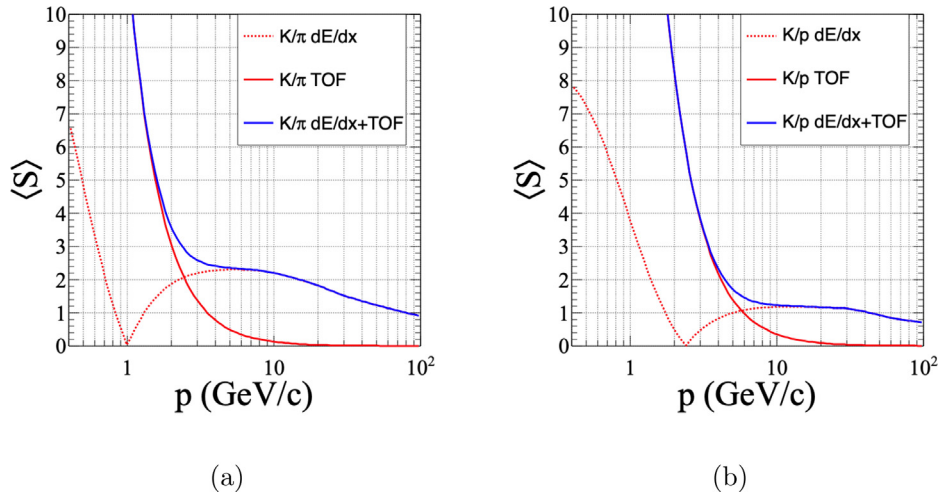 10
9
8
7
6
5
4
3
2
1
0
⟨S⟩
K/π dE/dx
K/π TOF
K/π dE/dx+TOF
1
10
10²
p (GeV/c)
(a)
10
9
8
7
6
5
4
3
2
1
0
⟨S⟩
K/p dE/dx
K/p TOF
K/p dE/dx+TOF
1
10
10²
p (GeV/c)
(b)